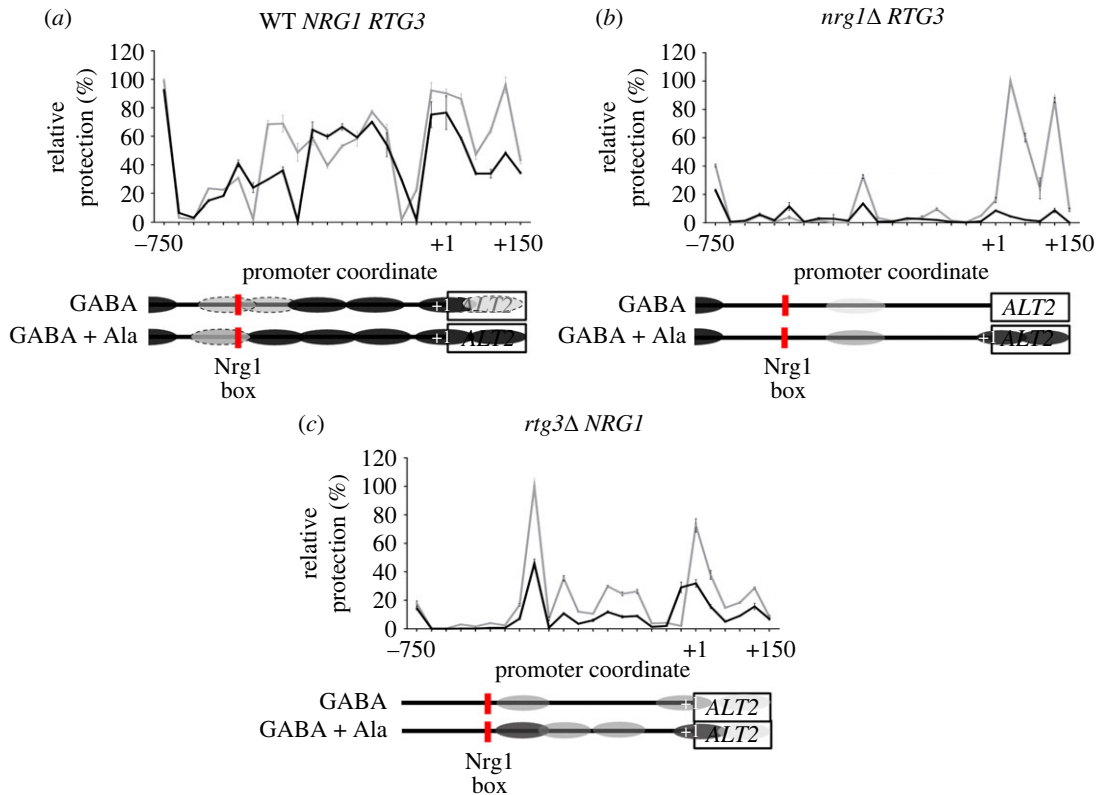 (a)
WT NRG1 RTG3
relative
protection (%)
120
100
80
60
40
20
0
–750
+1
+150
promoter coordinate
GABA
+1
ALT2
GABA + Ala
+1
ALT2
Nrg1
box
(b)
nrg1Δ RTG3
relative
protection (%)
120
100
80
60
40
20
0
–750
+1
+150
promoter coordinate
GABA
ALT2
GABA + Ala
+1
ALT2
Nrg1
box
(c)
rtg3Δ NRG1
relative
protection (%)
120
100
80
60
40
20
0
–750
+1
+150
promoter coordinate
GABA
+1
ALT2
GABA + Ala
+1
ALT2
Nrg1
box